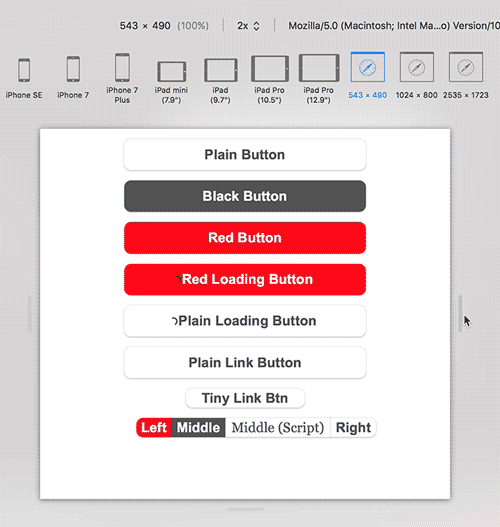 543 × 490 (100%) 2x Mozilla/5.0 (Macintosh; Intel Ma...o) Version/10
iPhone SE
iPhone 7
iPhone 7 Plus
iPad mini (7.9")
iPad (9.7")
iPad Pro (10.5")
iPad Pro (12.9")
543 × 490
1024 × 800
2535 × 1723
Plain Button
Black Button
Red Button
Red Loading Button
Plain Loading Button
Plain Link Button
Tiny Link Btn
Left Middle Middle (Script) Right